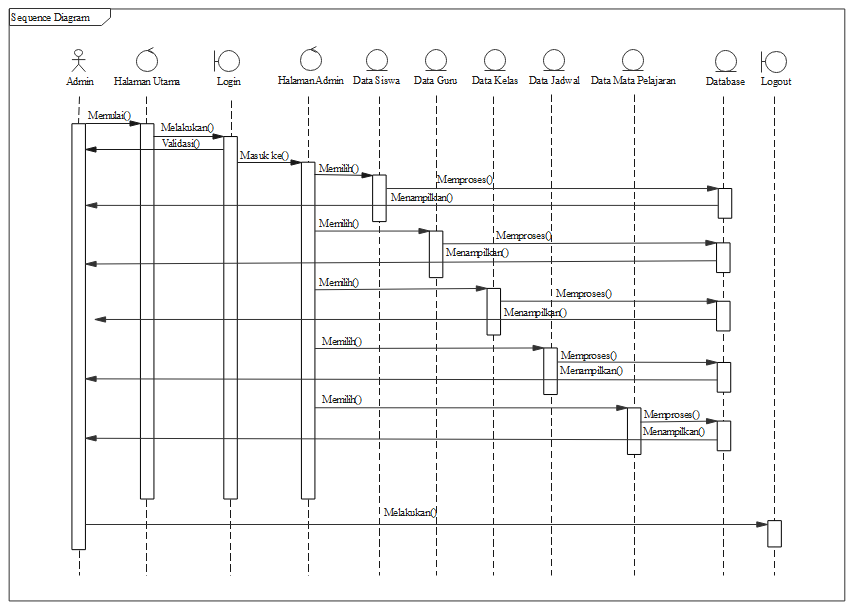 Sequence Diagram
Admin
Halaman Utama
Login
Halaman Admin
Data Siswa
Data Guru
Data Kelas
Data Jadwal
Data Mata Pelajaran
Database
Logout
Memulai()
Melakukan()
Validasi()
Masuk ke()
Memilih()
Memproses()
Menampilkan()
Memilih()
Memproses()
Menampilkan()
Memilih()
Memproses()
Menampilkan()
Memilih()
Memproses()
Menampilkan()
Memilih()
Memproses()
Menampilkan()
Melakukan()